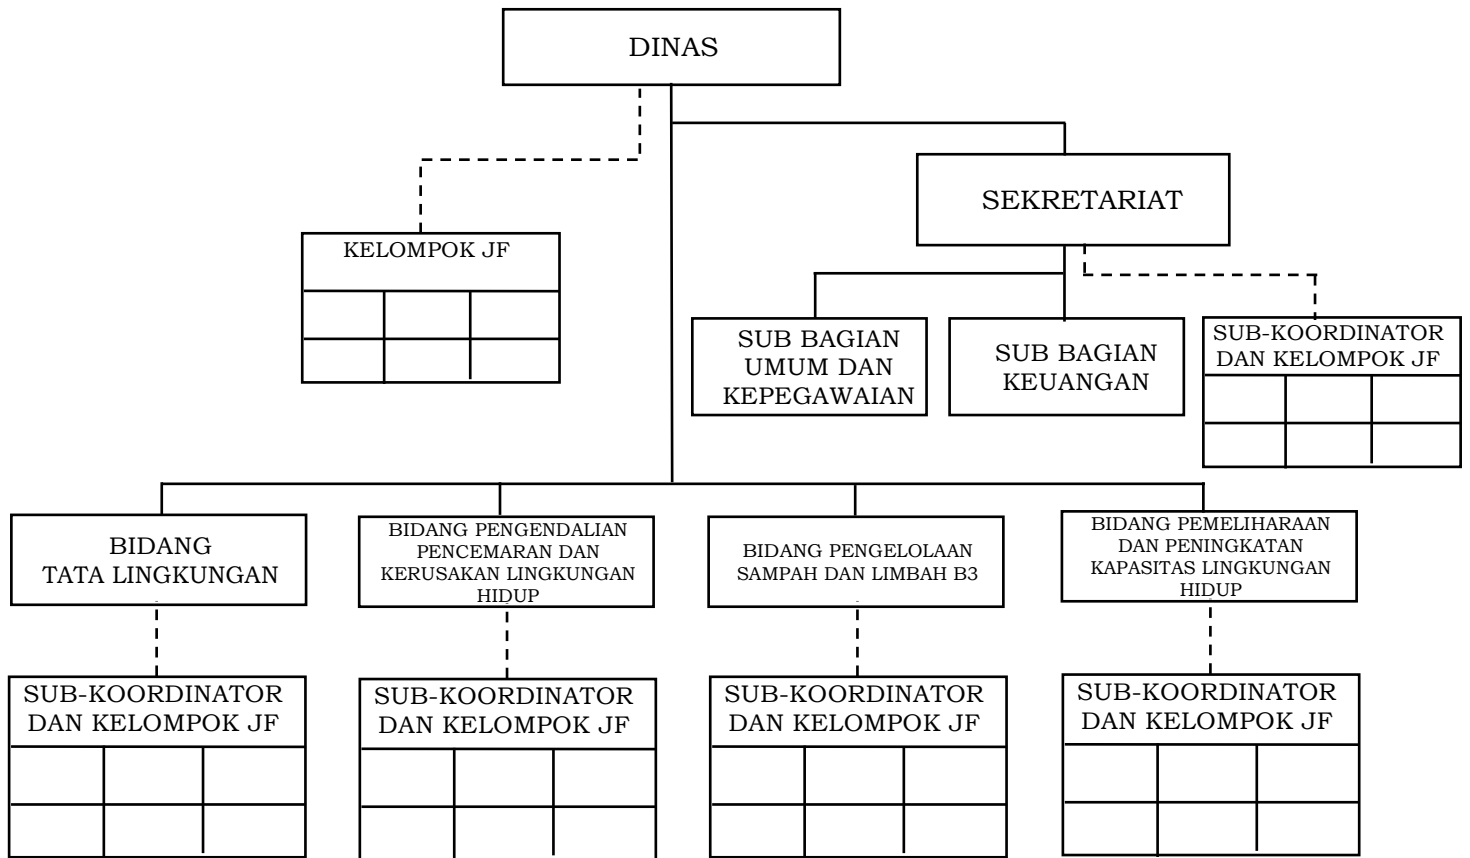 DINAS
SEKRETARIAT
KELOMPOK JF
SUB BAGIAN
UMUM DAN
KEPEGAWAIAN
SUB BAGIAN
KEUANGAN
SUB-KOORDINATOR
DAN KELOMPOK JF
BIDANG
TATA LINGKUNGAN
BIDANG PENGENDALIAN
PENCEMARAN DAN
KERUSAKAN LINGKUNGAN
HIDUP
BIDANG PENGELOLAAN
SAMPAH DAN LIMBAH B3
BIDANG PEMELIHARAAN
DAN PENINGKATAN
KAPASITAS LINGKUNGAN
HIDUP
SUB-KOORDINATOR
DAN KELOMPOK JF
SUB-KOORDINATOR
DAN KELOMPOK JF
SUB-KOORDINATOR
DAN KELOMPOK JF
SUB-KOORDINATOR
DAN KELOMPOK JF